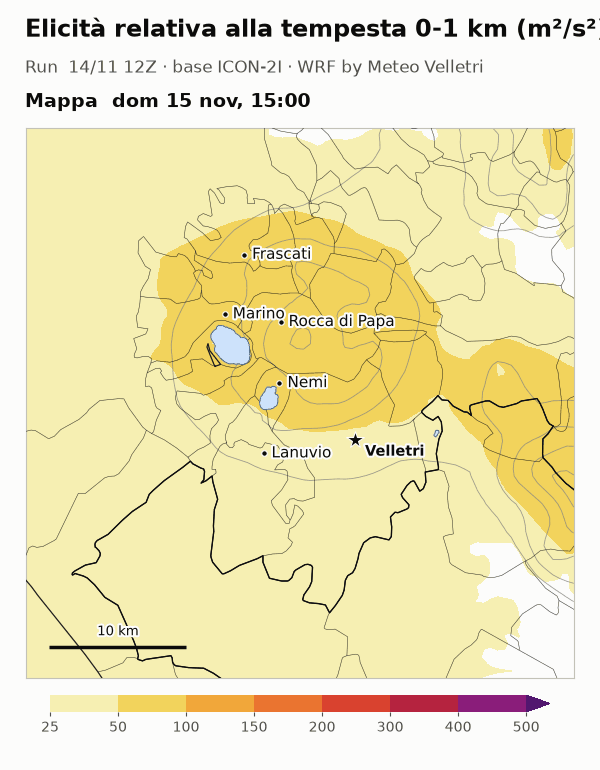 Elicità relativa alla tempesta 0-1 km (m²/s²)
Run 14/11 12Z · base ICON-2I · WRF by Meteo Velletri
Mappa dom 15 nov, 15:00
Frascati
Marino
Rocca di Papa
Nemi
Velletri
Lanuvio
10 km
25 50 100 150 200 300 400 500